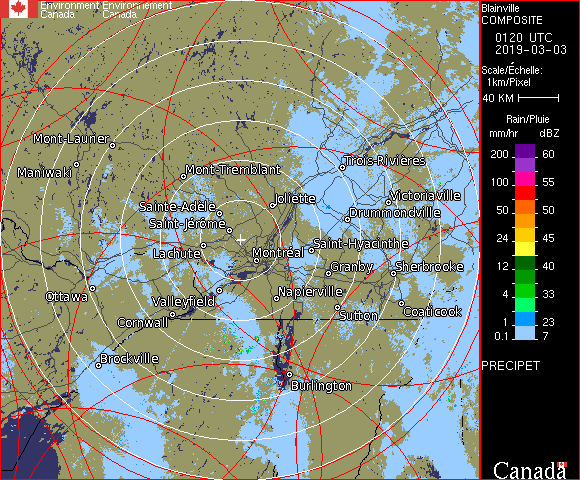 Environment Environnement
Canada Canada
Blainville
COMPOSITE
0120 UTC
2019-03-03
Scale/Échelle:
1km/Pixel
40 KM
Rain/Pluie
mm/hr dBZ
200 60
100 55
50 50
24 45
12 40
4 33
1 23
0.1 7
PRECIPET
Canada
Mont-Laurier
Maniwaki
Mont-Tremblant
Trois-Rivières
Sainte-Adele
Joliette
Victoriaville
Saint-Jérôme
Drummondville
Lachute
Montréal
Saint-Hyacinthe
Granby
Sherbrooke
Ottawa
Valleyfield
Napierville
Cornwall
Sutton
Coaticook
Brockville
Burlington